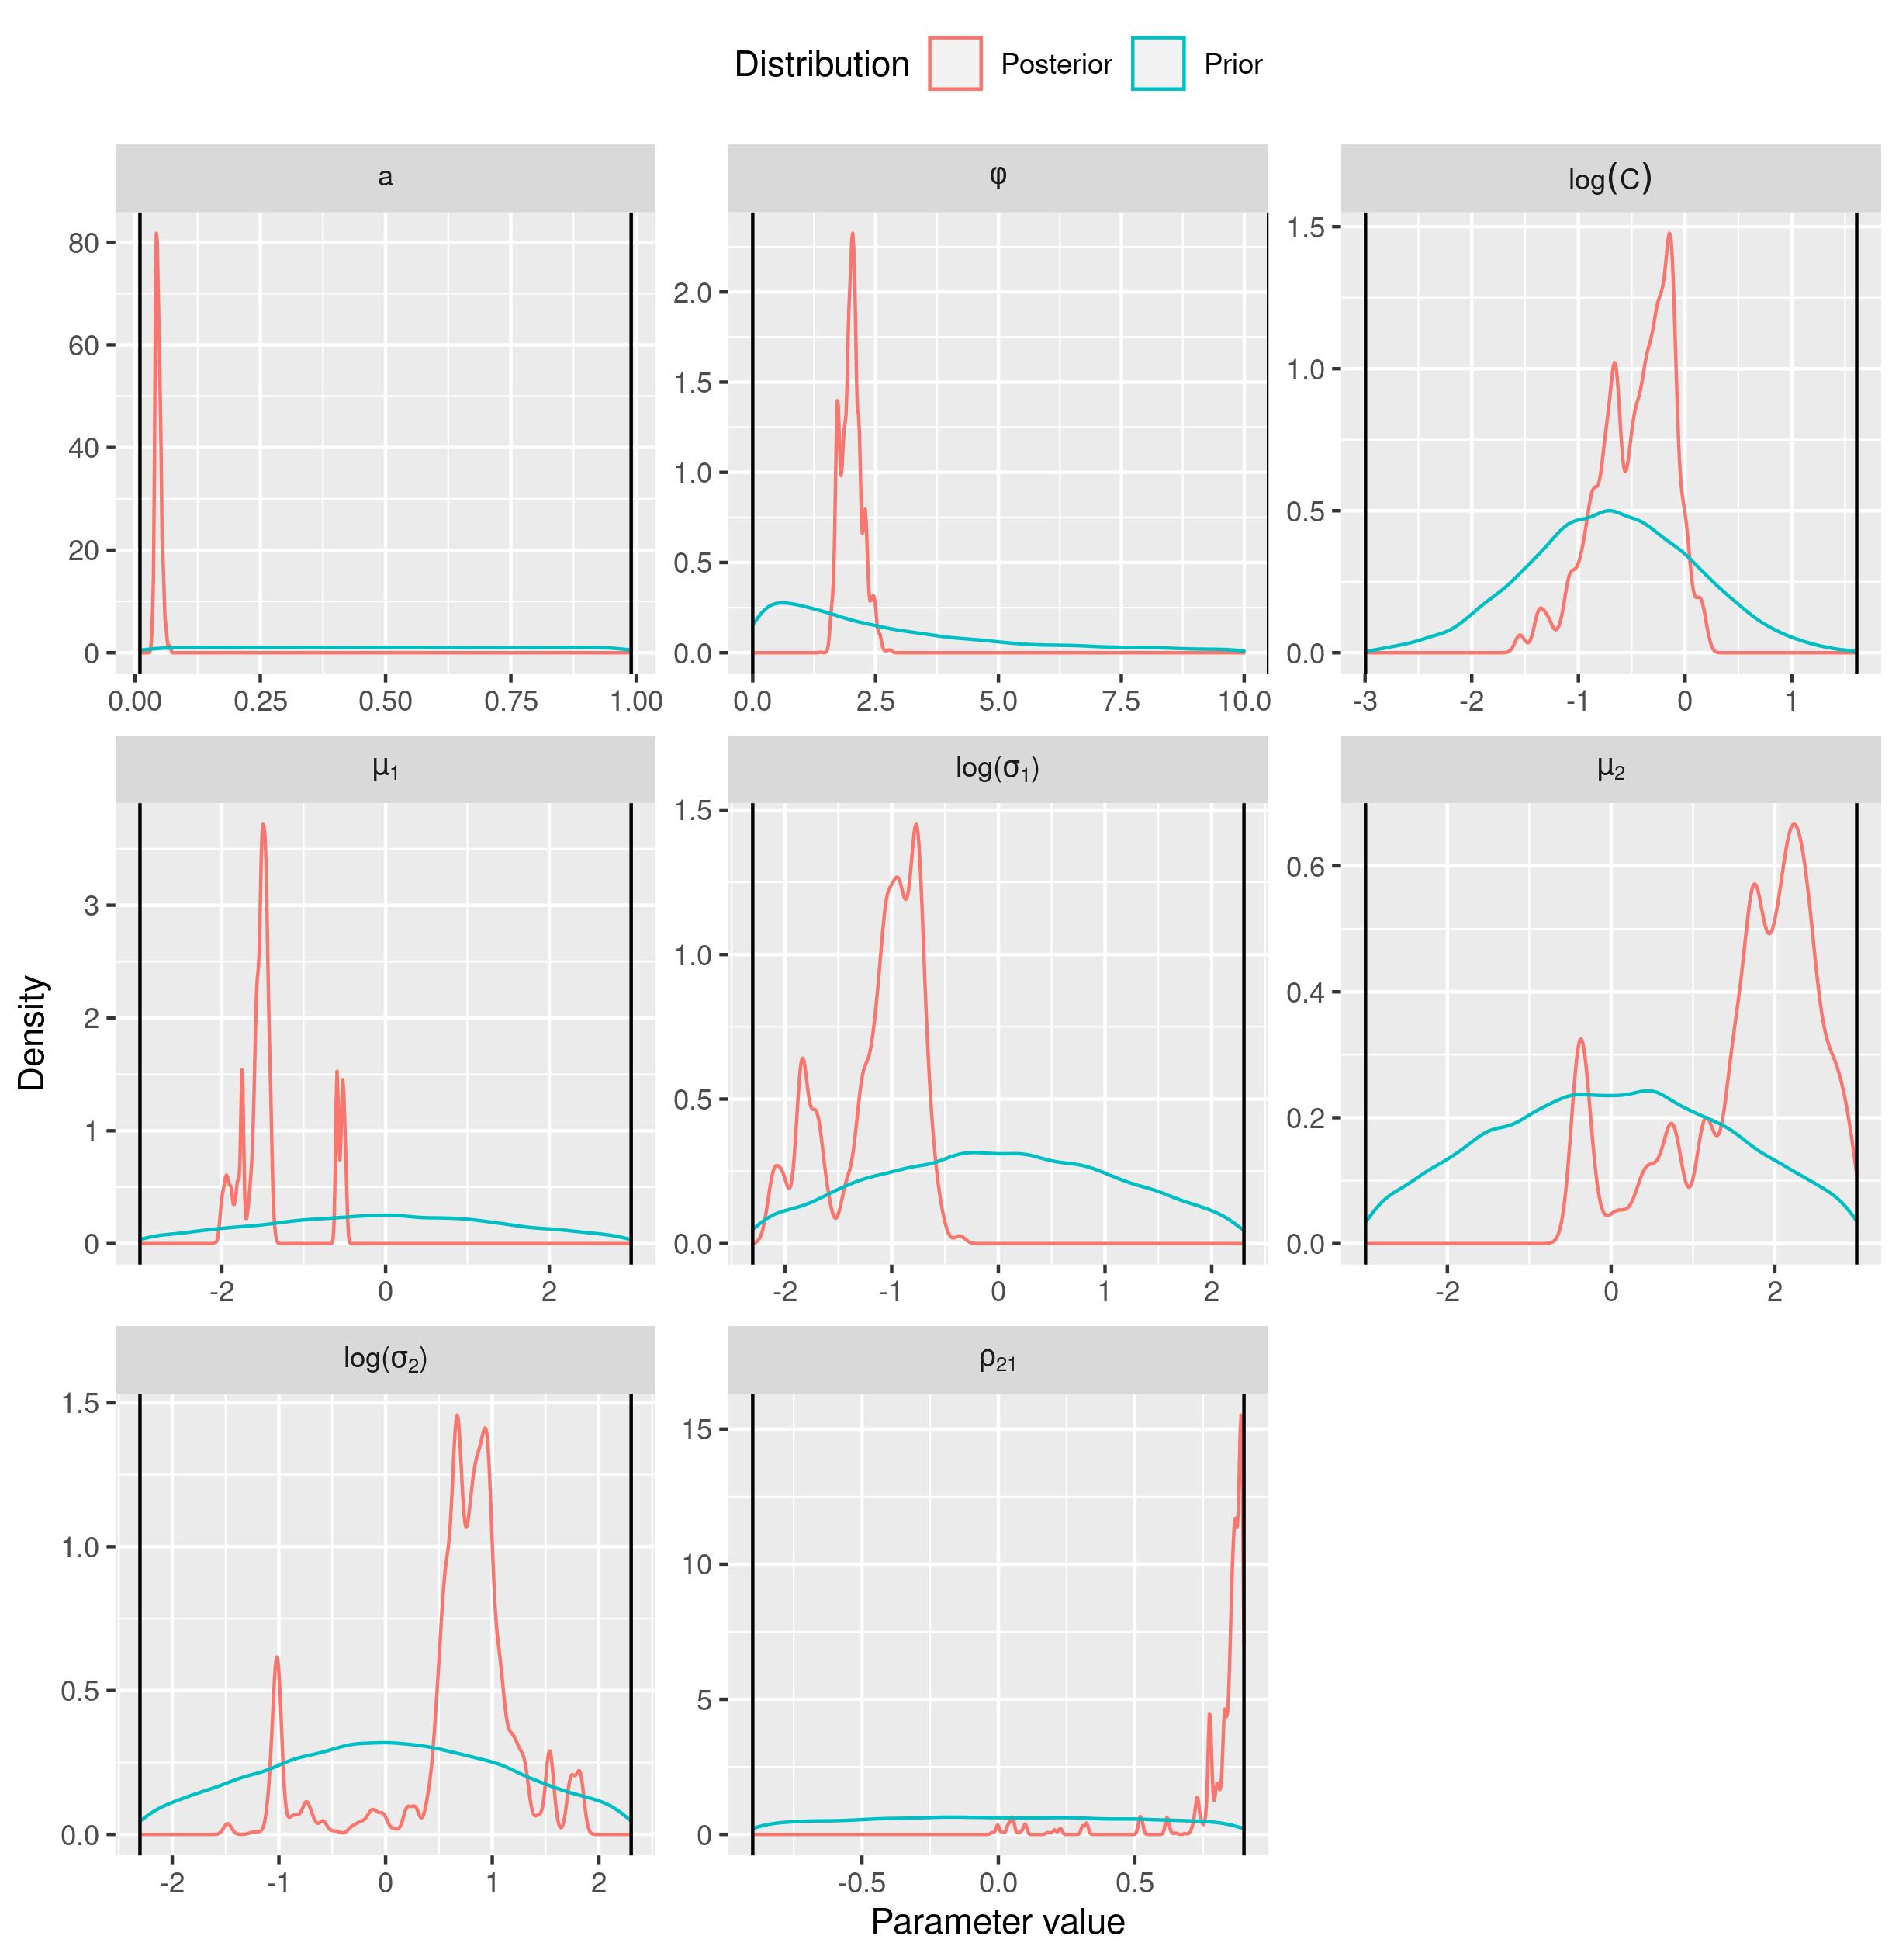 Distribution Posterior Prior
a φ log(C)
80 2.0 1.5
60 1.5 1.0
40 1.0 0.5
20 0.5 0.0
0 0.0
0.00 0.25 0.50 0.75 1.00 0.0 2.5 5.0 7.5 10.0 -3 -2 -1 0 1
μ₁ log(σ₁) μ₂
3 1.5 0.6
2 1.0 0.4
1 0.5 0.2
0 0.0 0.0
-2 0 2 -2 -1 0 1 2 -2 0 2
Density
log(σ₂) ρ₂₁
1.5 15
1.0 10
0.5 5
0.0 0
-2 -1 0 1 2 -0.5 0.0 0.5
Parameter value